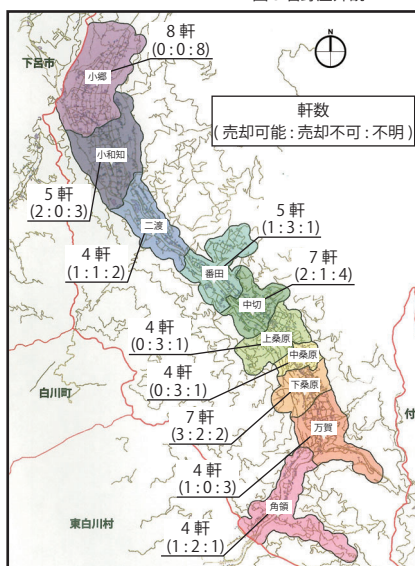 8 軒
(0:0:8)
下呂市
小郷
軒数
( 売却可能 : 売却不可 : 不明 )
小和知
5 軒
(2:0:3)
二渡
5 軒
(1:3:1)
4 軒
(1:1:2)
番田
7 軒
(2:1:4)
中切
4 軒
(0:3:1)
上桑原
中桑原
4 軒
(0:3:1)
下桑原
白川町
7 軒
(3:2:2)
万賀
付
4 軒
(1:0:3)
角領
東白川村
4 軒
(1:2:1)